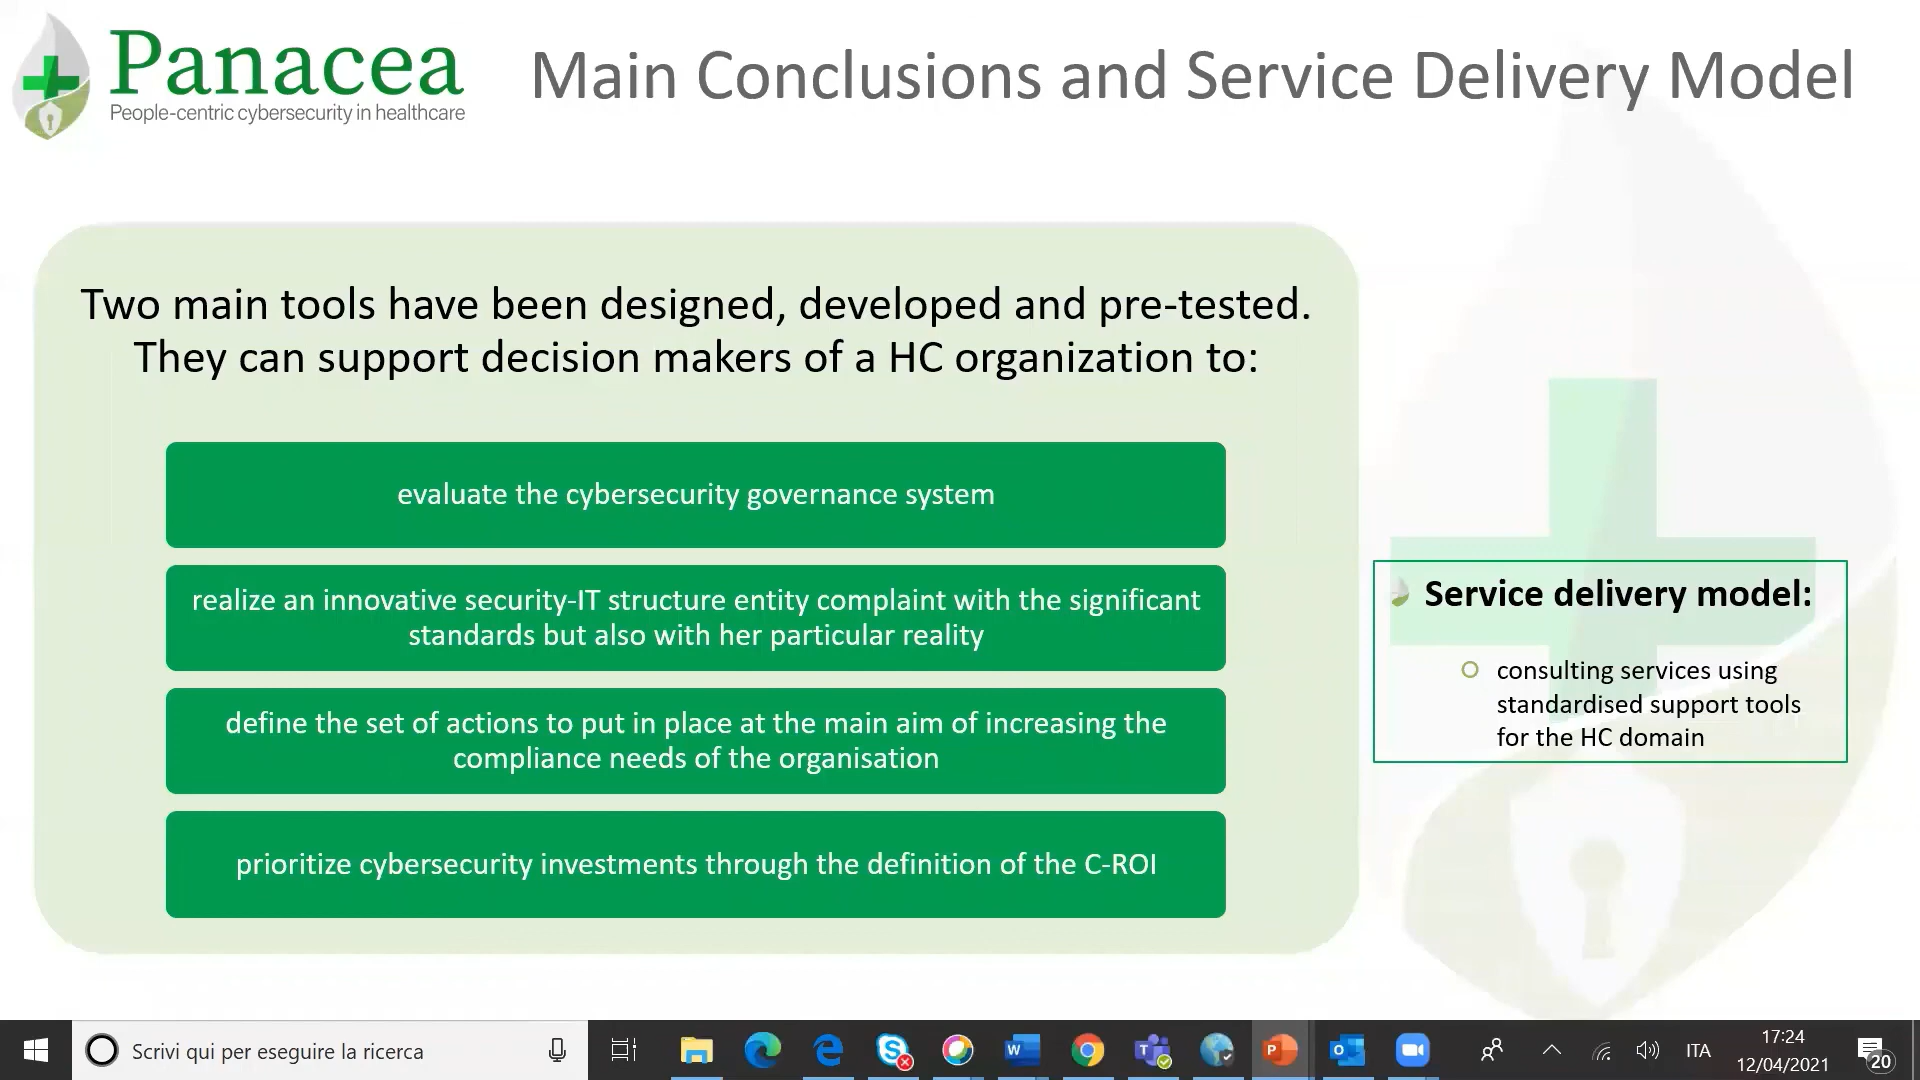 Panacea
People-centric cybersecurity in healthcare
Main Conclusions and Service Delivery Model
Two main tools have been designed, developed and pre-tested.
They can support decision makers of a HC organization to:
evaluate the cybersecurity governance system
realize an innovative security-IT structure entity complaint with the significant
standards but also with her particular reality
define the set of actions to put in place at the main aim of increasing the
compliance needs of the organisation
prioritize cybersecurity investments through the definition of the C-ROI
Service delivery model:
consulting services using
standardised support tools
for the HC domain
Scrivi qui per eseguire la ricerca
ITA
17:24
12/04/2021
20